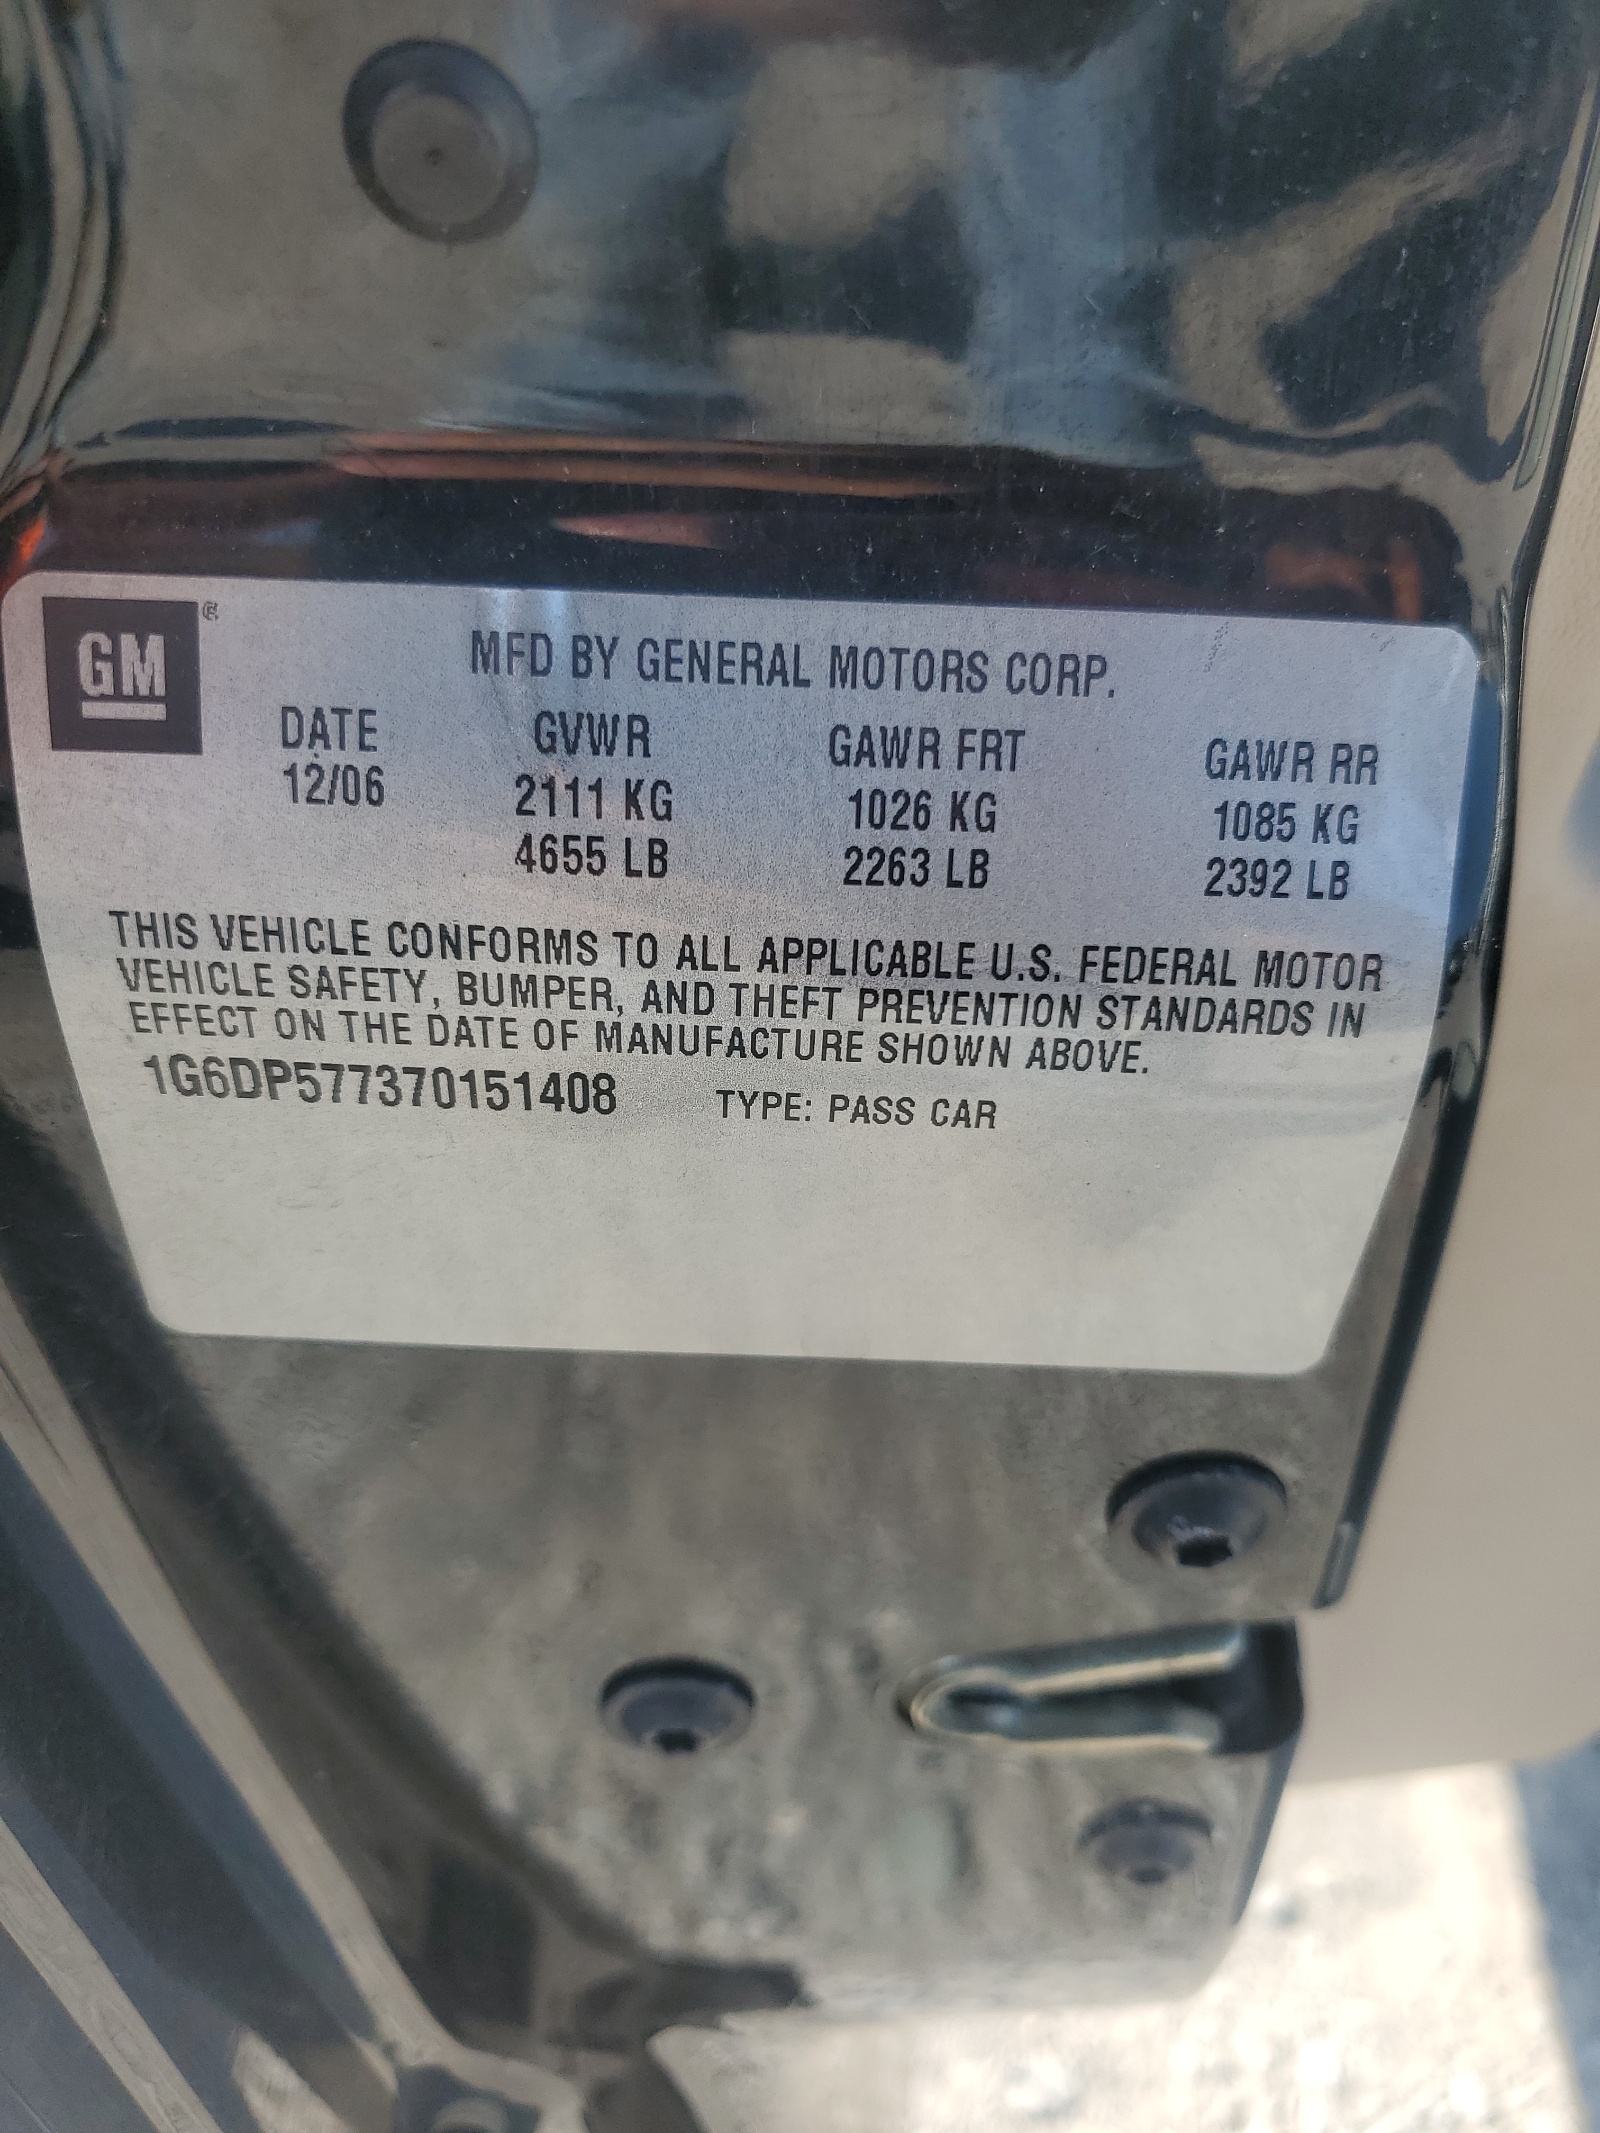 GM
MFD BY GENERAL MOTORS CORP.
DATE GVWR GAWR FRT GAWR RR
12/06 2111 KG 1026 KG 1085 KG
4655 LB 2263 LB 2392 LB
THIS VEHICLE CONFORMS TO ALL APPLICABLE U.S. FEDERAL MOTOR
VEHICLE SAFETY, BUMPER, AND THEFT PREVENTION STANDARDS IN
EFFECT ON THE DATE OF MANUFACTURE SHOWN ABOVE.
1G6DP577370151408 TYPE: PASS CAR